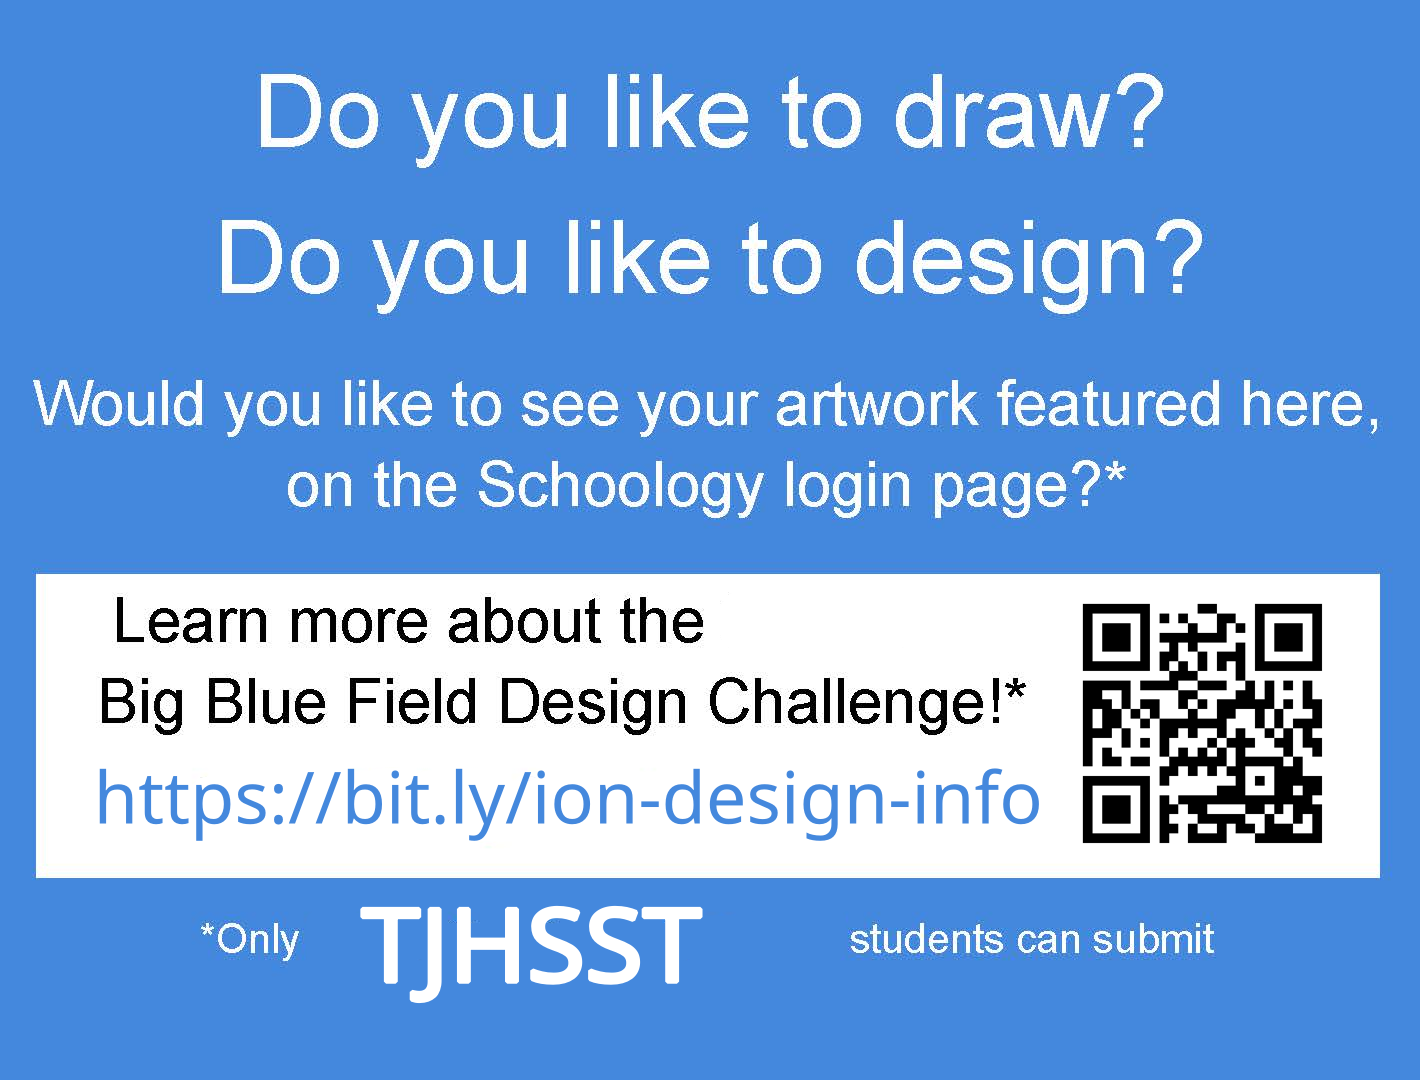 Do you like to draw?
Do you like to design?
Would you like to see your artwork featured here,
on the Schoology login page?*
Learn more about the
Big Blue Field Design Challenge!*
https://bit.ly/ion-design-info
*Only TJHSST students can submit